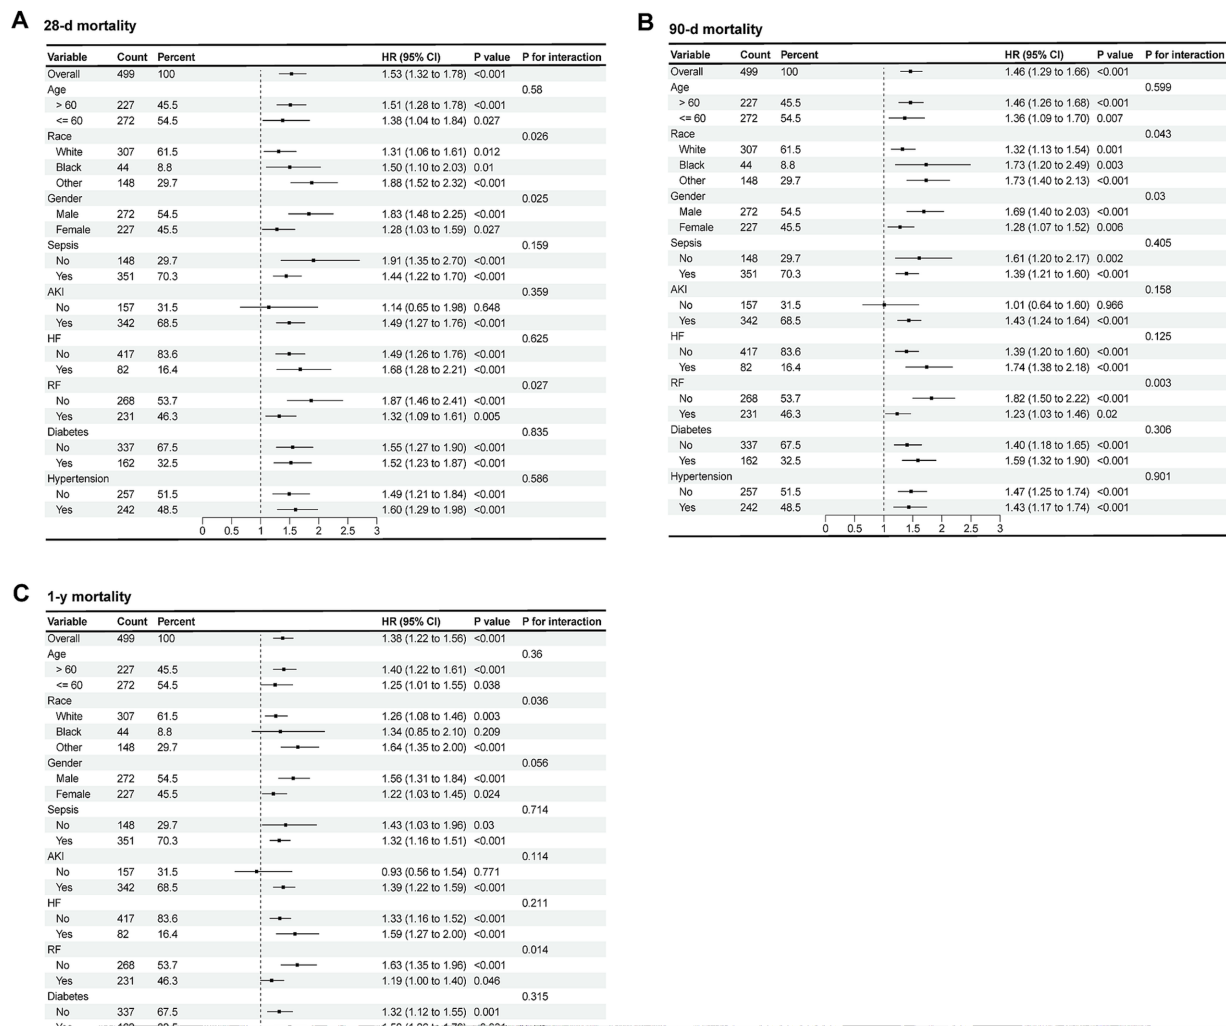 A
28-d mortality
Variable Count Percent HR (95% CI) P value P for interaction
Overall 499 100 1.53 (1.32 to 1.78) <0.001
Age 0.58
> 60 227 45.5 1.51 (1.28 to 1.78) <0.001
<= 60 272 54.5 1.38 (1.04 to 1.84) 0.027
Race 0.026
White 307 61.5 1.31 (1.06 to 1.61) 0.012
Black 44 8.8 1.50 (1.10 to 2.03) 0.01
Other 148 29.7 1.88 (1.52 to 2.32) <0.001
Gender 0.025
Male 272 54.5 1.83 (1.48 to 2.25) <0.001
Female 227 45.5 1.28 (1.03 to 1.59) 0.027
Sepsis 0.159
No 148 29.7 1.91 (1.35 to 2.70) <0.001
Yes 351 70.3 1.44 (1.22 to 1.70) <0.001
AKI 0.359
No 157 31.5 1.14 (0.65 to 1.98) 0.648
Yes 342 68.5 1.49 (1.27 to 1.76) <0.001
HF 0.625
No 417 83.6 1.49 (1.26 to 1.76) <0.001
Yes 82 16.4 1.68 (1.28 to 2.21) <0.001
RF 0.027
No 268 53.7 1.87 (1.46 to 2.41) <0.001
Yes 231 46.3 1.32 (1.09 to 1.61) 0.005
Diabetes 0.835
No 337 67.5 1.55 (1.27 to 1.90) <0.001
Yes 162 32.5 1.52 (1.23 to 1.87) <0.001
Hypertension 0.586
No 257 51.5 1.49 (1.21 to 1.84) <0.001
Yes 242 48.5 1.60 (1.29 to 1.98) <0.001
0 0.5 1 1.5 2 2.5 3
B
90-d mortality
Variable Count Percent HR (95% CI) P value P for interaction
Overall 499 100 1.46 (1.29 to 1.66) <0.001
Age 0.599
> 60 227 45.5 1.46 (1.26 to 1.68) <0.001
<= 60 272 54.5 1.36 (1.09 to 1.70) 0.007
Race 0.043
White 307 61.5 1.32 (1.13 to 1.54) 0.001
Black 44 8.8 1.73 (1.20 to 2.49) 0.003
Other 148 29.7 1.73 (1.40 to 2.13) <0.001
Gender 0.03
Male 272 54.5 1.69 (1.40 to 2.03) <0.001
Female 227 45.5 1.28 (1.07 to 1.52) 0.006
Sepsis 0.405
No 148 29.7 1.61 (1.20 to 2.17) 0.002
Yes 351 70.3 1.39 (1.21 to 1.60) <0.001
AKI 0.158
No 157 31.5 1.01 (0.64 to 1.60) 0.966
Yes 342 68.5 1.43 (1.24 to 1.64) <0.001
HF 0.125
No 417 83.6 1.39 (1.20 to 1.60) <0.001
Yes 82 16.4 1.74 (1.38 to 2.18) <0.001
RF 0.003
No 268 53.7 1.82 (1.50 to 2.22) <0.001
Yes 231 46.3 1.23 (1.03 to 1.46) 0.02
Diabetes 0.306
No 337 67.5 1.40 (1.18 to 1.65) <0.001
Yes 162 32.5 1.59 (1.32 to 1.90) <0.001
Hypertension 0.901
No 257 51.5 1.47 (1.25 to 1.74) <0.001
Yes 242 48.5 1.43 (1.17 to 1.74) <0.001
0 0.5 1 1.5 2 2.5 3
C
1-y mortality
Variable Count Percent HR (95% CI) P value P for interaction
Overall 499 100 1.38 (1.22 to 1.56) <0.001
Age 0.36
> 60 227 45.5 1.40 (1.22 to 1.61) <0.001
<= 60 272 54.5 1.25 (1.01 to 1.55) 0.038
Race 0.036
White 307 61.5 1.26 (1.08 to 1.46) 0.003
Black 44 8.8 1.34 (0.85 to 2.10) 0.209
Other 148 29.7 1.64 (1.35 to 2.00) <0.001
Gender 0.056
Male 272 54.5 1.56 (1.31 to 1.84) <0.001
Female 227 45.5 1.22 (1.03 to 1.45) 0.024
Sepsis 0.714
No 148 29.7 1.43 (1.03 to 1.96) 0.03
Yes 351 70.3 1.32 (1.16 to 1.51) <0.001
AKI 0.114
No 157 31.5 0.93 (0.56 to 1.54) 0.771
Yes 342 68.5 1.39 (1.22 to 1.59) <0.001
HF 0.211
No 417 83.6 1.33 (1.16 to 1.52) <0.001
Yes 82 16.4 1.59 (1.27 to 2.00) <0.001
RF 0.014
No 268 53.7 1.63 (1.35 to 1.96) <0.001
Yes 231 46.3 1.19 (1.00 to 1.40) 0.046
Diabetes 0.315
No 337 67.5 1.32 (1.12 to 1.55) 0.001